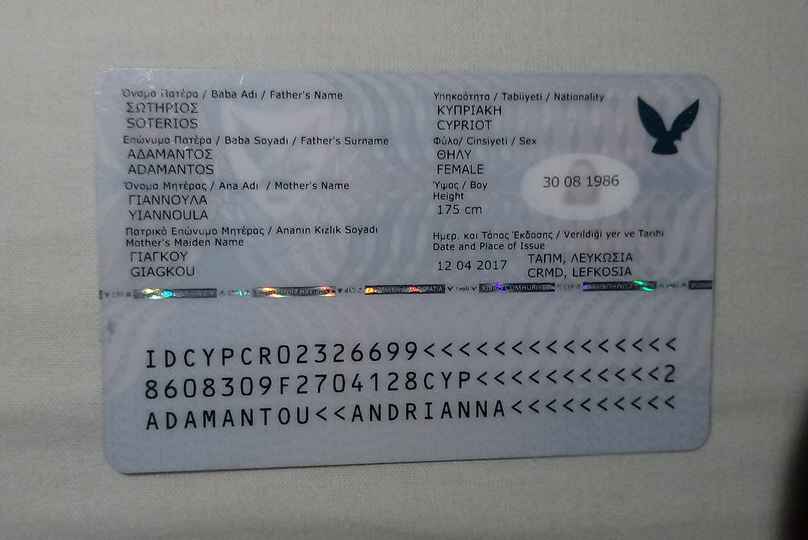 Όνομα Πατέρα / Baba Adı / Father's Name
ΣΩΤΗΡΙΟΣ
SOTERIOS
Επώνυμο Πατέρα / Baba Soyadı / Father's Surname
ΑΔΑΜΑΝΤΟΣ
ADAMANTOS
Όνομα Μητέρας / Ana Adı / Mother's Name
ΓΙΑΝΝΟΥΛΑ
YIANNOULA
Πατρικό Επώνυμο Μητέρας / Ananın Kızlık Soyadı
Mother's Maiden Name
ΓΙΑΓΚΟΥ
GIAGKOU
Υπηκοότητα / Tabiiyeti / Nationality
ΚΥΠΡΙΑΚΗ
CYPRIOT
Φύλο/ Cinsiyeti / Sex
ΘΗΛΥ
FEMALE
Ύψος / Boy
Height
175 cm
30 08 1986
Ημερ. και Τόπος Έκδοσης / Verildiği yer ve Tarihi
Date and Place of Issue
12 04 2017
ΤΑΠΜ, ΛΕΥΚΩΣΙΑ
CRMD, LEFKOSIA
IDCYPCR02326699<<<<<<<<<<<<<<<
8608309F2704128CYP<<<<<<<<<<<2
ADAMANTOU<<ANDRIANNA<<<<<<<<<<